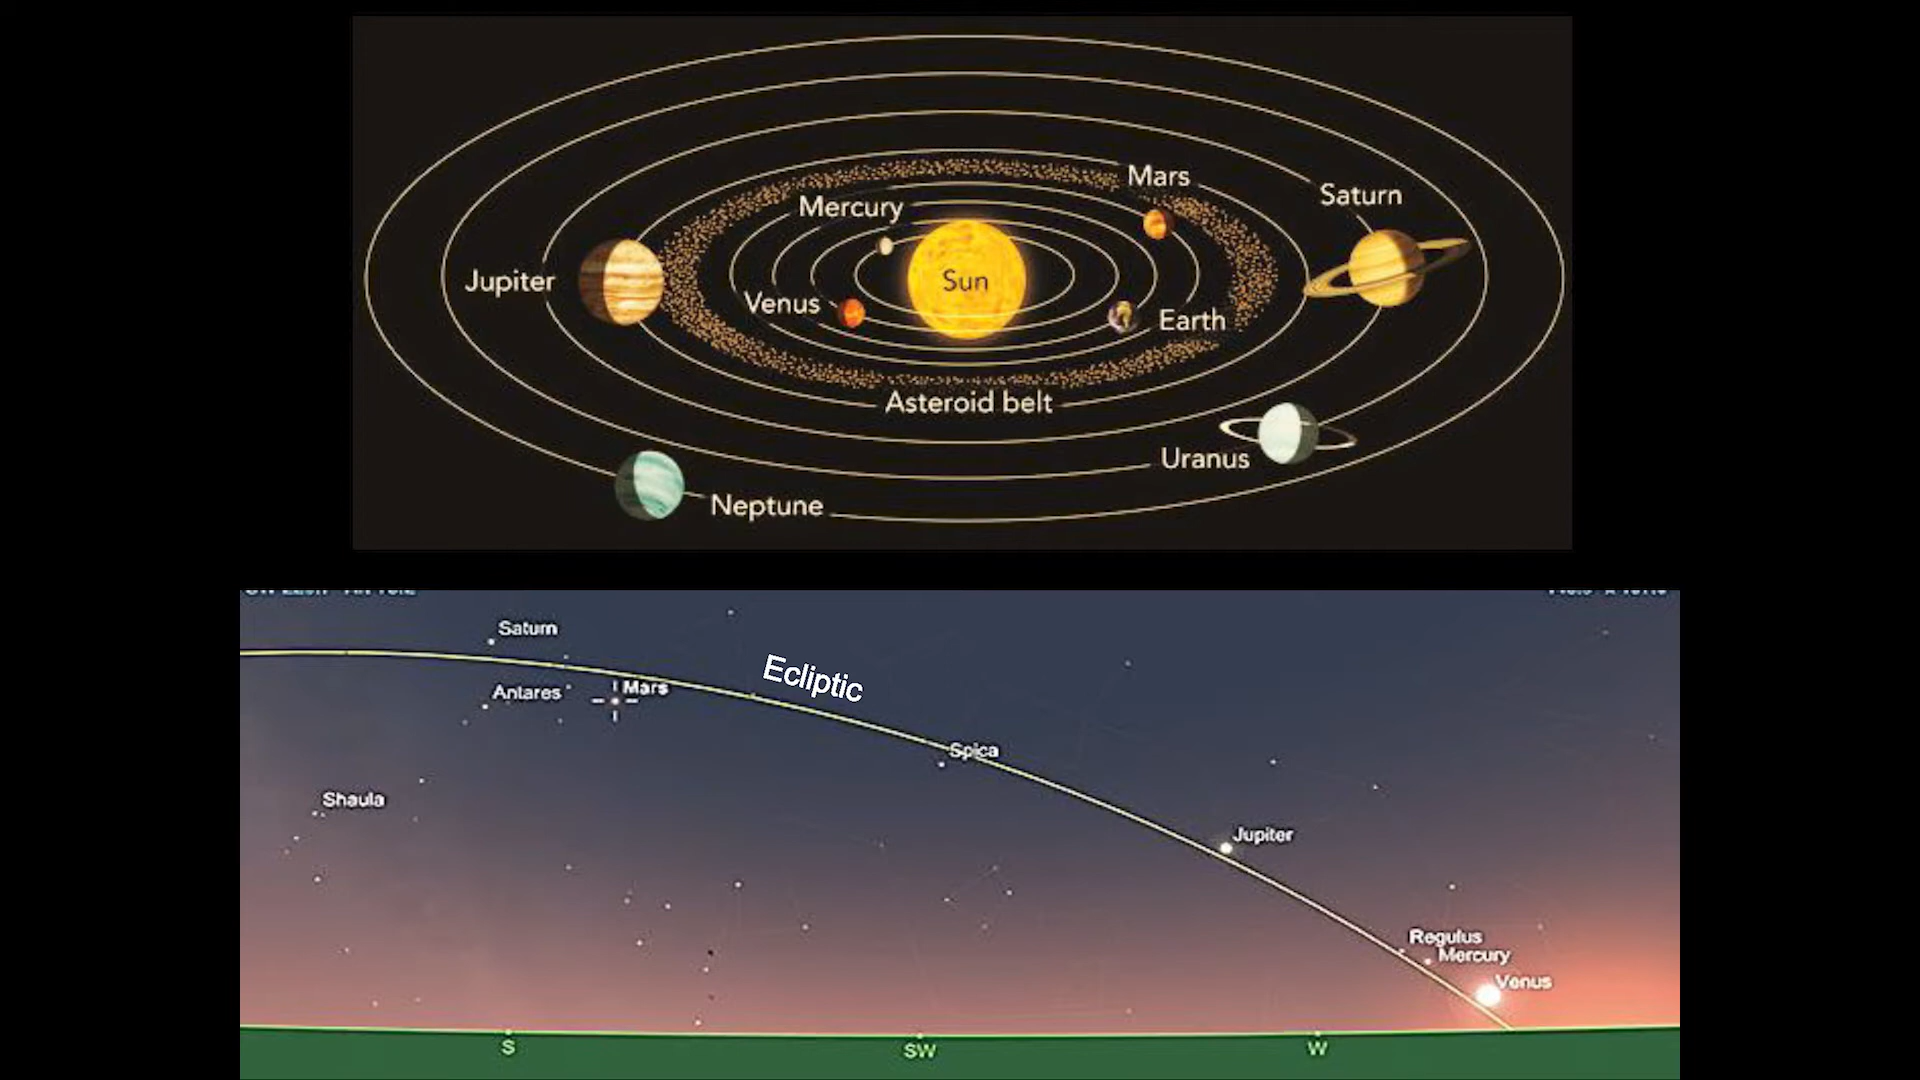 Mars
Saturn
Mercury
Jupiter
Sun
Venus
Earth
Asteroid belt
Uranus
Neptune
Saturn
Ecliptic
Antares
Mars
Spica
Shaula
Jupiter
Regulus
Mercury
Venus
S
SW
W